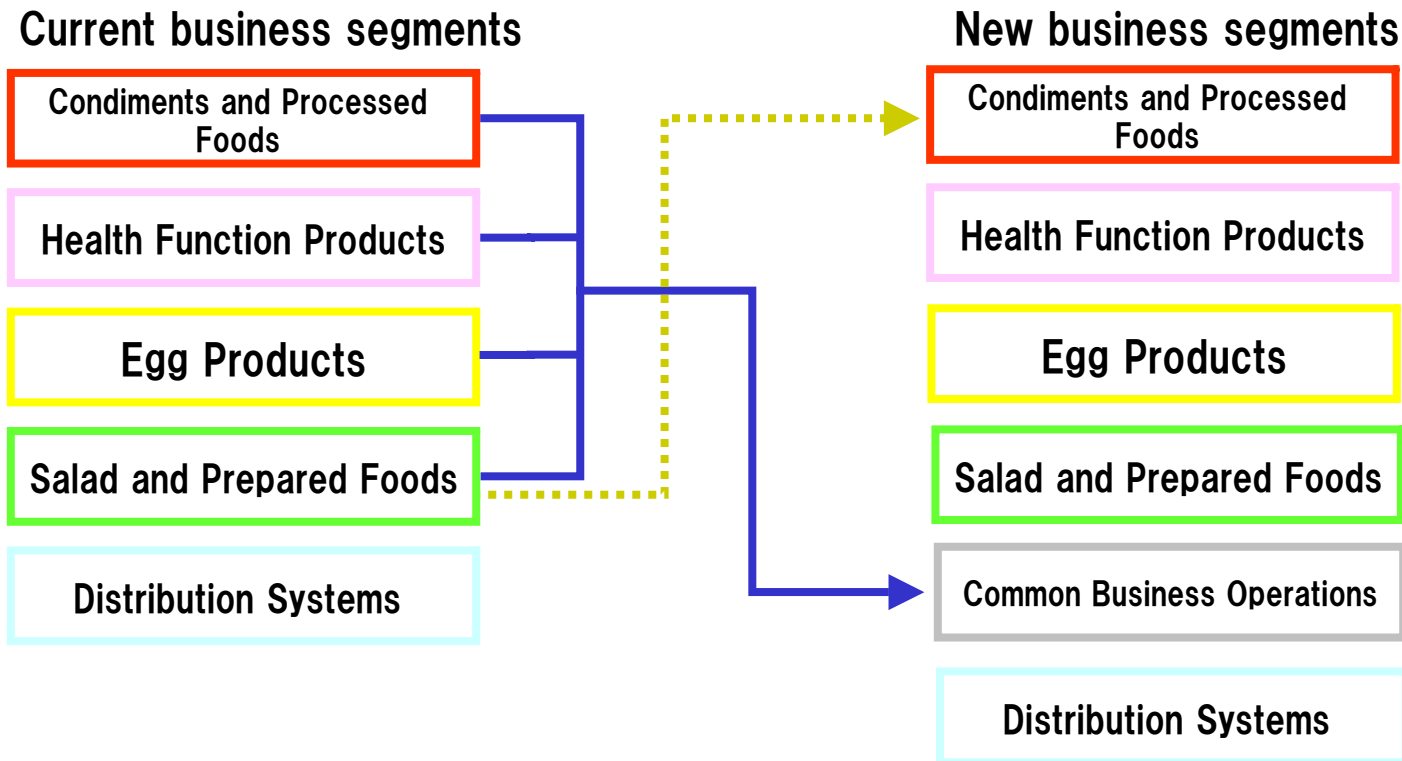 Current business segments
Condiments and Processed
Foods
Health Function Products
Egg Products
Salad and Prepared Foods
Distribution Systems
New business segments
Condiments and Processed
Foods
Health Function Products
Egg Products
Salad and Prepared Foods
Common Business Operations
Distribution Systems